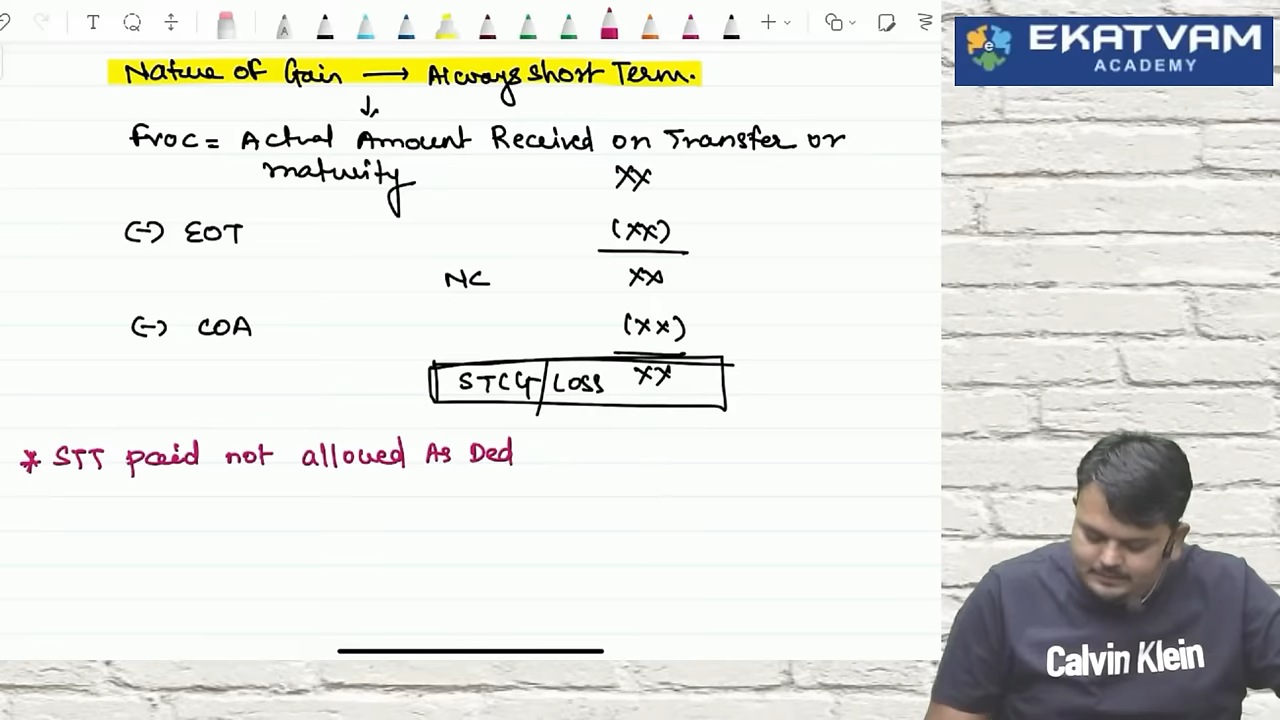 EKATVAM
ACADEMY
Nature of Gain → Always Short Term.
FVOC = Actual Amount Received on Transfer or
maturity XX
(-) EOT (XX)
NC XX
(-) COA (XX)
STCG/LOSS XX
* STT paid not allowed As Ded
Calvin Klein